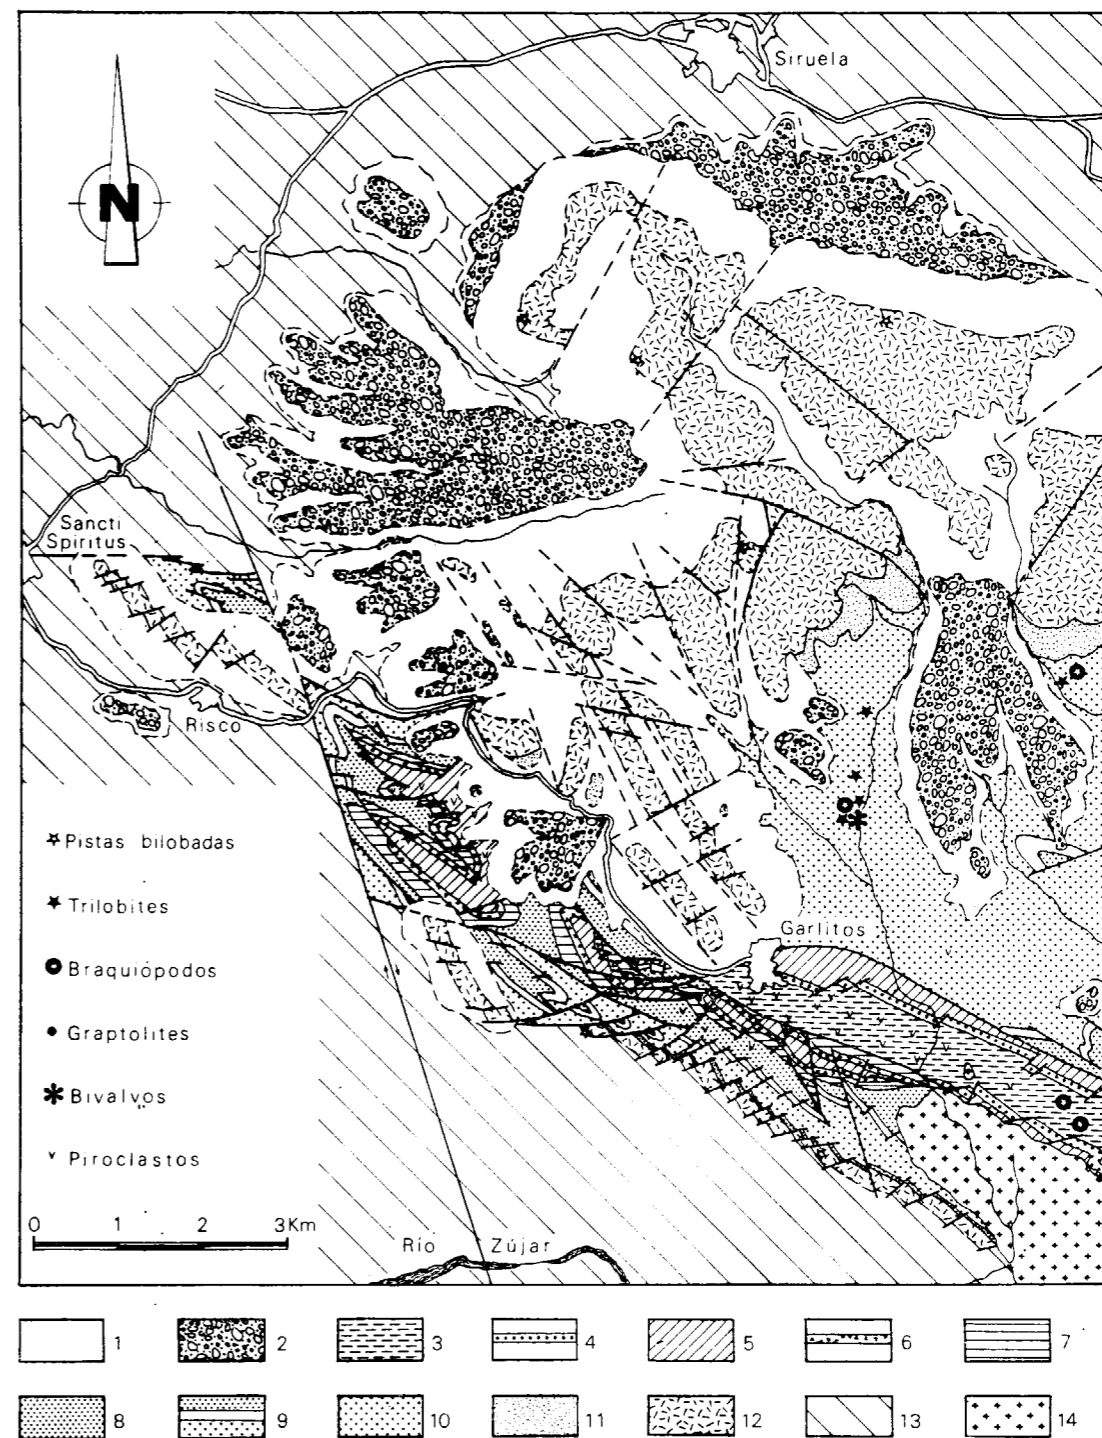 Siruela
N
Sancti
Spiritus
Risco
Pistas bilobadas
Trilobites
Braquiópodos
Graptolites
Bivalvos
Piroclastos
Garlitos
0 1 2 3Km
Río Zújar
1 2 3 4 5 6 7
8 9 10 11 12 13 14